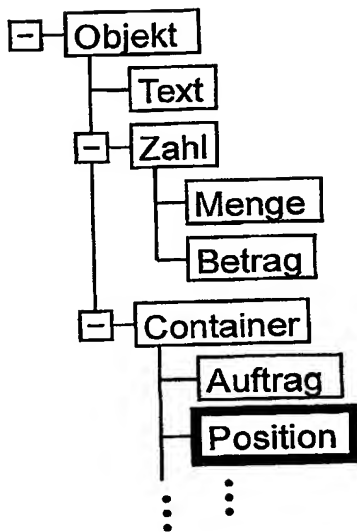 Objekt
Text
Zahl
Menge
Betrag
Container
Auftrag
Position